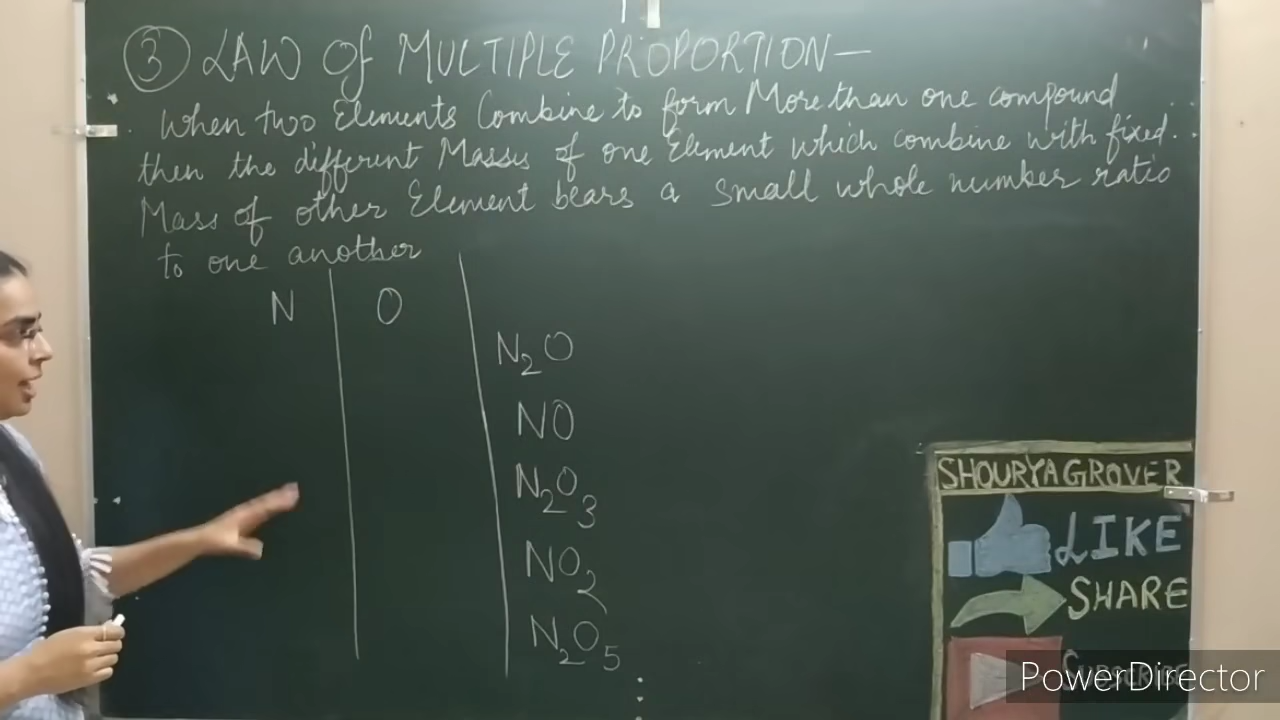 ③ LAW Of MULTIPLE PROPORTION —
When two Elements Combine to form More than one compound
then the different Masses of one Element which combine with fixed
Mass of other Element bears a small whole number ratio
to one another
N O
N₂O
NO
N₂O₃
NO₂
N₂O₅
SHOURYAGROVER
LIKE
SHARE
SUBSCRIBE
PowerDirector